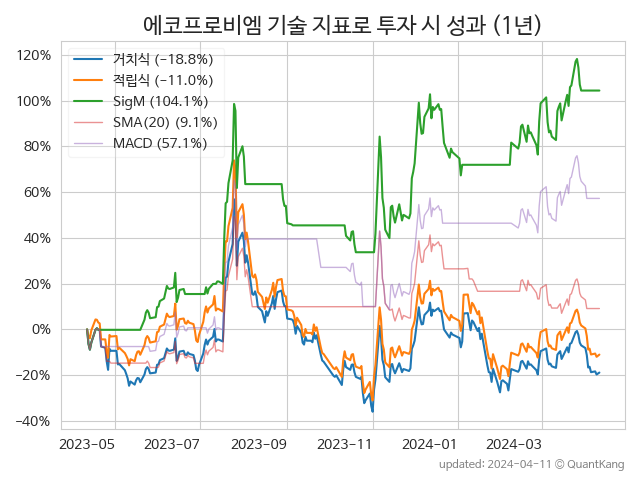 에코프로비엠 기술 지표로 투자 시 성과 (1년)
거치식 (−18.8%)
적립식 (−11.0%)
SigM (104.1%)
SMA(20) (9.1%)
MACD (57.1%)
120%
100%
80%
60%
40%
20%
0%
−20%
−40%
2023-05 2023-07 2023-09 2023-11 2024-01 2024-03
updated: 2024-04-11 © QuantKang